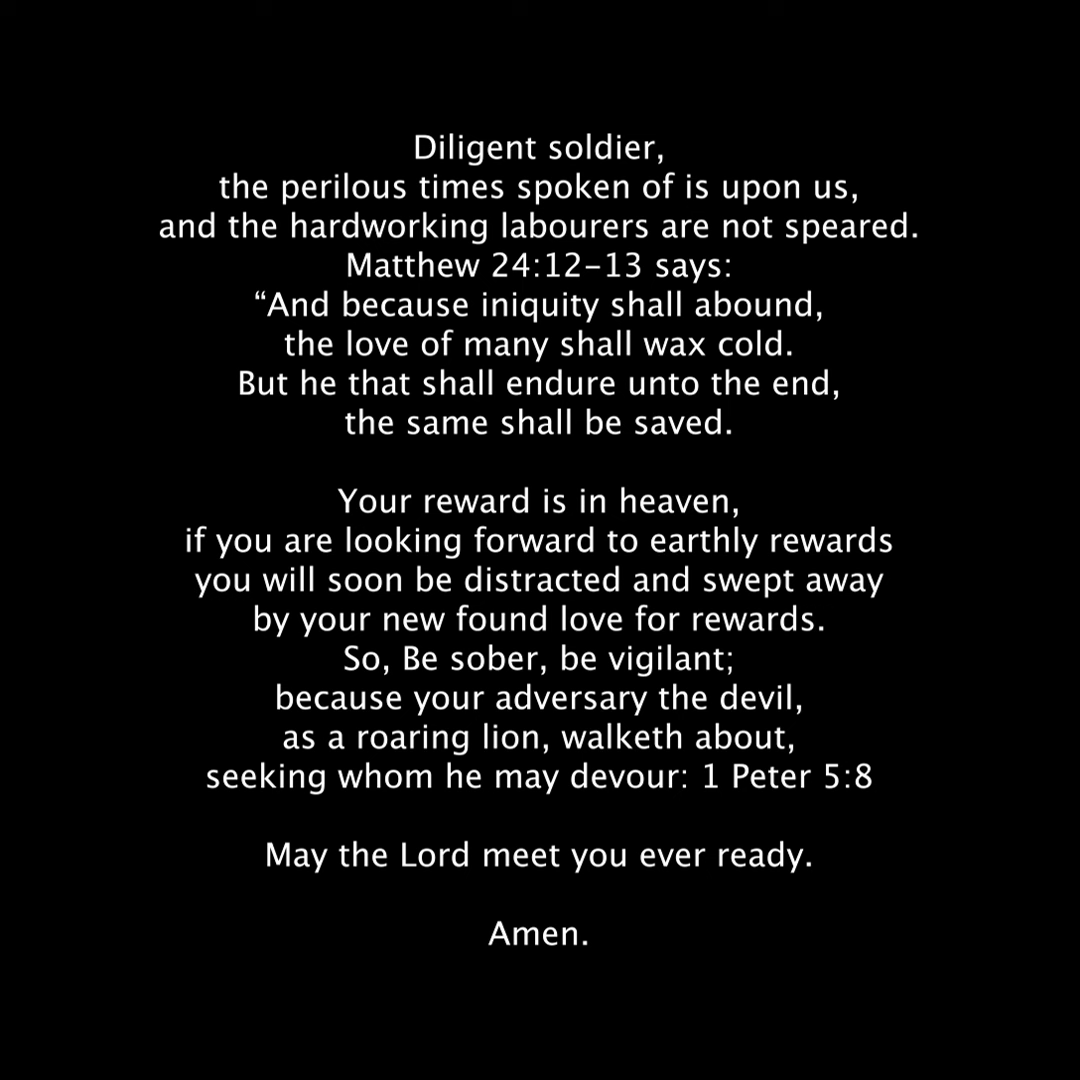 Diligent soldier,
the perilous times spoken of is upon us,
and the hardworking labourers are not speared.
Matthew 24:12-13 says:
“And because iniquity shall abound,
the love of many shall wax cold.
But he that shall endure unto the end,
the same shall be saved.
Your reward is in heaven,
if you are looking forward to earthly rewards
you will soon be distracted and swept away
by your new found love for rewards.
So, Be sober, be vigilant;
because your adversary the devil,
as a roaring lion, walketh about,
seeking whom he may devour: 1 Peter 5:8
May the Lord meet you ever ready.
Amen.